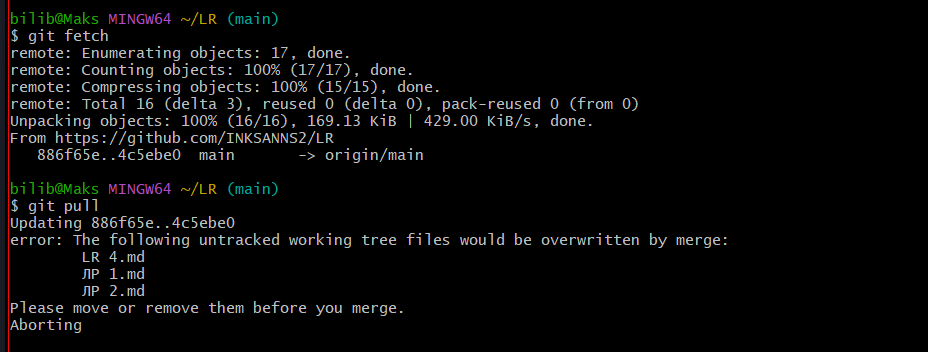 bilib@Maks MINGW64 ~/LR (main)
$ git fetch
remote: Enumerating objects: 17, done.
remote: Counting objects: 100% (17/17), done.
remote: Compressing objects: 100% (15/15), done.
remote: Total 16 (delta 3), reused 0 (delta 0), pack-reused 0 (from 0)
Unpacking objects: 100% (16/16), 169.13 KiB | 429.00 KiB/s, done.
From https://github.com/INKSANNS2/LR
   886f65e..4c5ebe0  main       -> origin/main

bilib@Maks MINGW64 ~/LR (main)
$ git pull
Updating 886f65e..4c5ebe0
error: The following untracked working tree files would be overwritten by merge:
        LR 4.md
        ЛР 1.md
        ЛР 2.md
Please move or remove them before you merge.
Aborting